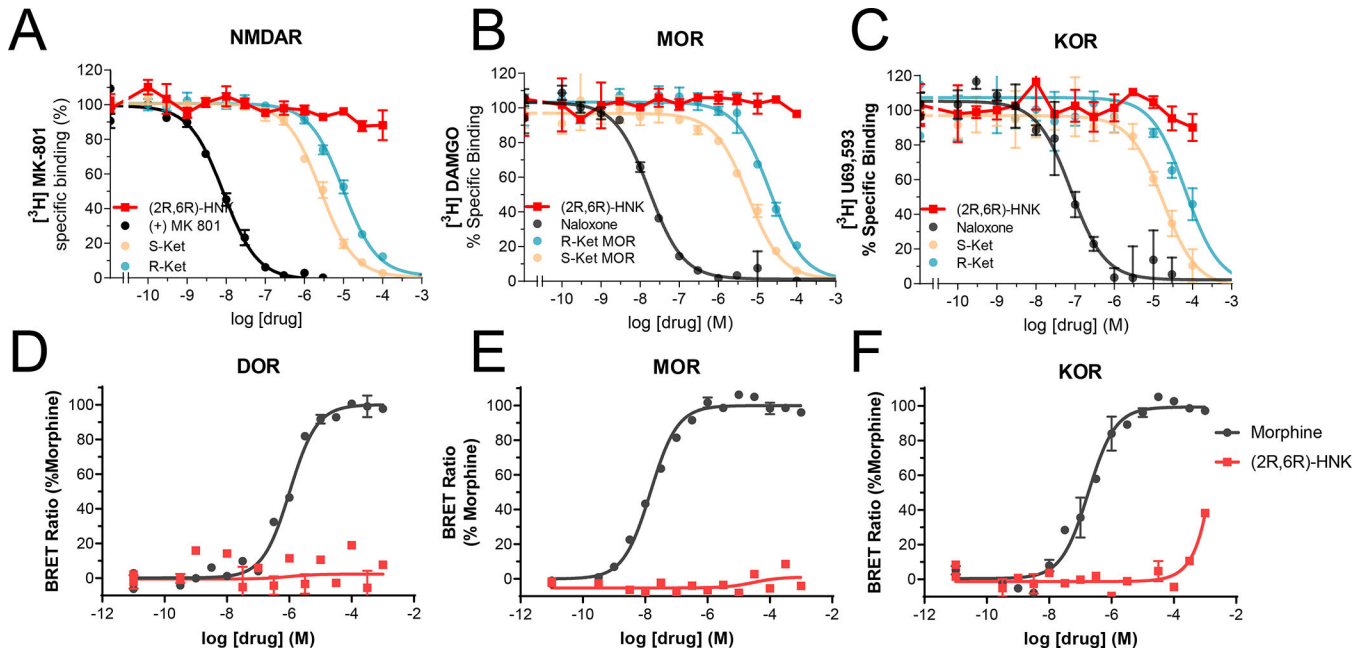 A
NMDAR
[³H] MK-801
specific binding (%)
120
100
80
60
40
20
0
(2R,6R)-HNK
(+) MK 801
S-Ket
R-Ket
-10 -9 -8 -7 -6 -5 -4 -3
log [drug]
B
MOR
[³H] DAMGO
% Specific Binding
120
100
80
60
40
20
0
(2R,6R)-HNK
Naloxone
R-Ket MOR
S-Ket MOR
-10 -9 -8 -7 -6 -5 -4 -3
log [drug] (M)
C
KOR
[³H] U69,593
% Specific Binding
120
100
80
60
40
20
0
(2R,6R)-HNK
Naloxone
S-Ket
R-Ket
-10 -9 -8 -7 -6 -5 -4 -3
log [drug] (M)
D
DOR
BRET Ratio (%Morphine)
100
80
60
40
20
0
-12 -10 -8 -6 -4 -2
log [drug] (M)
E
MOR
BRET Ratio
(% Morphine)
100
80
60
40
20
0
-12 -10 -8 -6 -4 -2
log [drug] (M)
F
KOR
BRET Ratio (%Morphine)
100
80
60
40
20
0
-12 -10 -8 -6 -4 -2
log [drug] (M)
Morphine
(2R,6R)-HNK